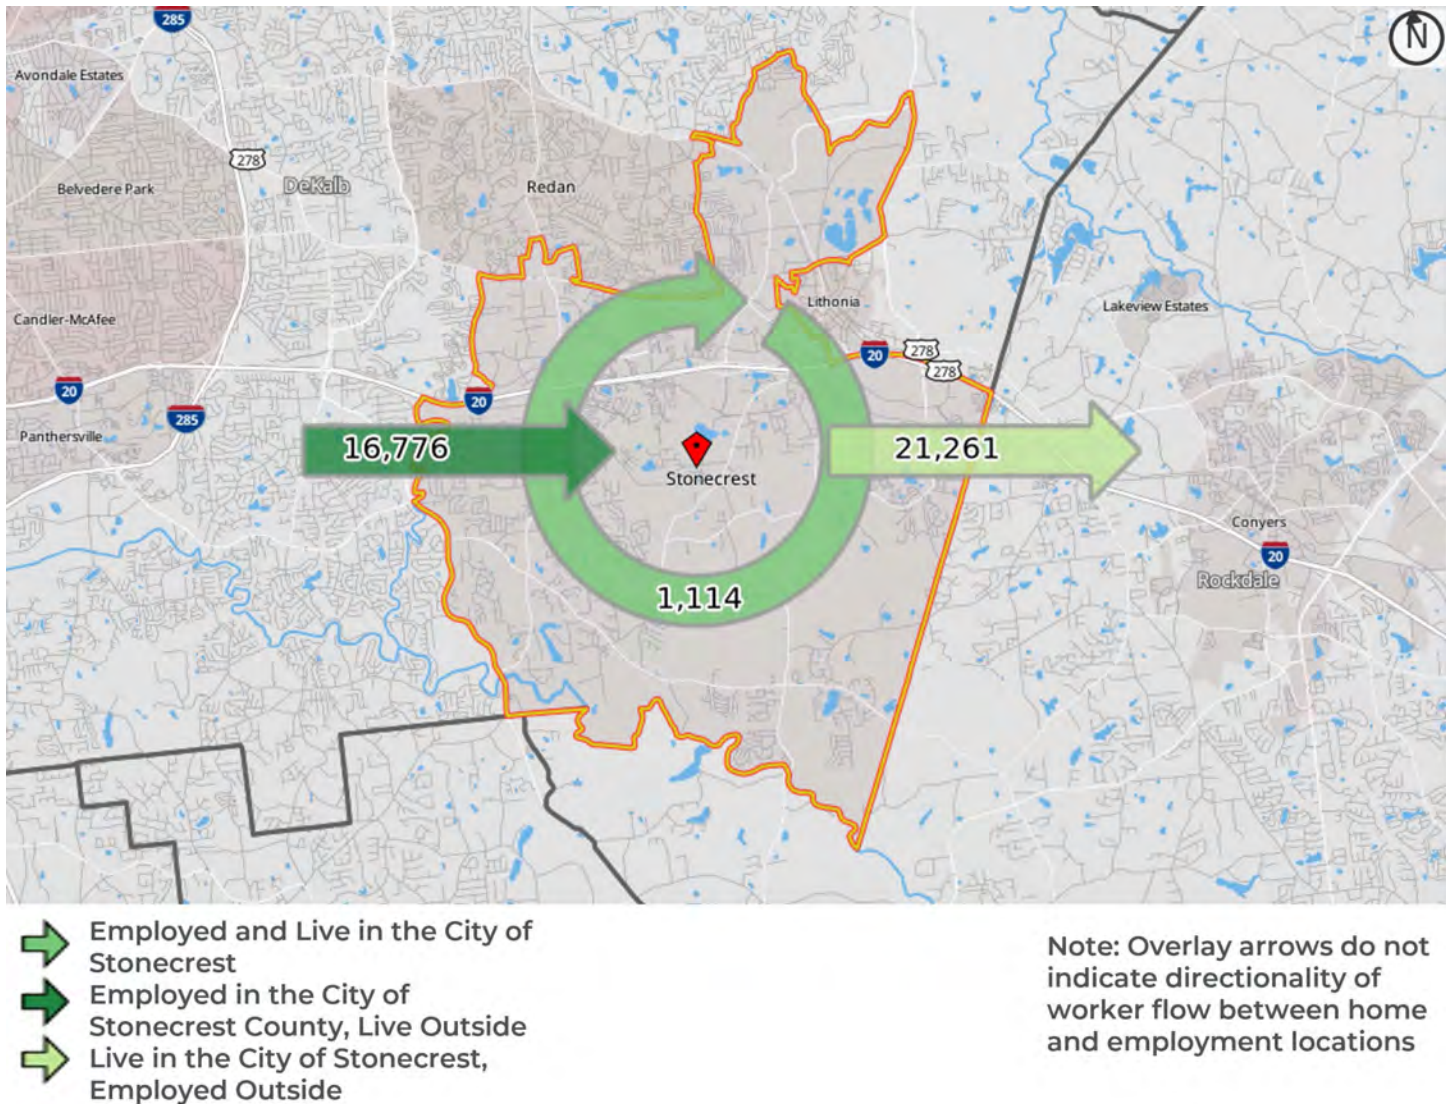 285
N
Avondale Estates
278
DeKalb
Belvedere Park
Redan
Lithonia
Lakeview Estates
Candler-McAfee
20
278
278
20
20
285
Panthersville
16,776
21,261
Stonecrest
Conyers
20
Rockdale
1,114
Employed and Live in the City of
Stonecrest
Employed in the City of
Stonecrest County, Live Outside
Live in the City of Stonecrest,
Employed Outside
Note: Overlay arrows do not
indicate directionality of
worker flow between home
and employment locations